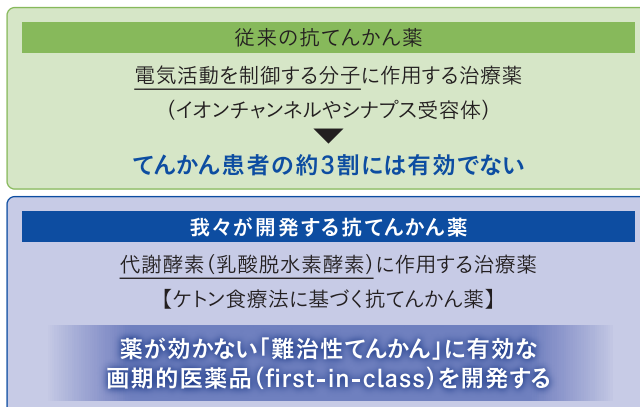 従来の抗てんかん薬
電気活動を制御する分子に作用する治療薬
(イオンチャンネルやシナプス受容体)
てんかん患者の約3割には有効でない
我々が開発する抗てんかん薬
代謝酵素(乳酸脱水素酵素)に作用する治療薬
【ケトン食療法に基づく抗てんかん薬】
薬が効かない「難治性てんかん」に有効な
画期的医薬品(first-in-class)を開発する